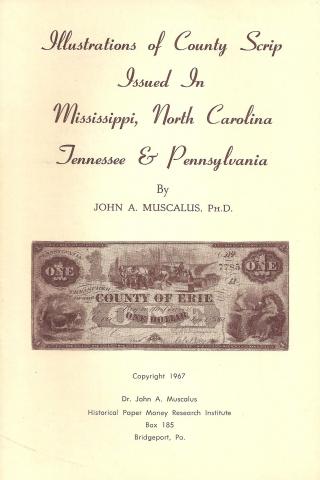 Illustrations of County Scrip
Issued In
Mississippi, North Carolina
Tennessee & Pennsylvania
By
JOHN A. MUSCALUS, PH.D.
ONE
7785
ONE
COUNTY OF ERIE
ONE DOLLAR
Copyright 1967
Dr. John A. Muscalus
Historical Paper Money Research Institute
Box 185
Bridgeport, Pa.